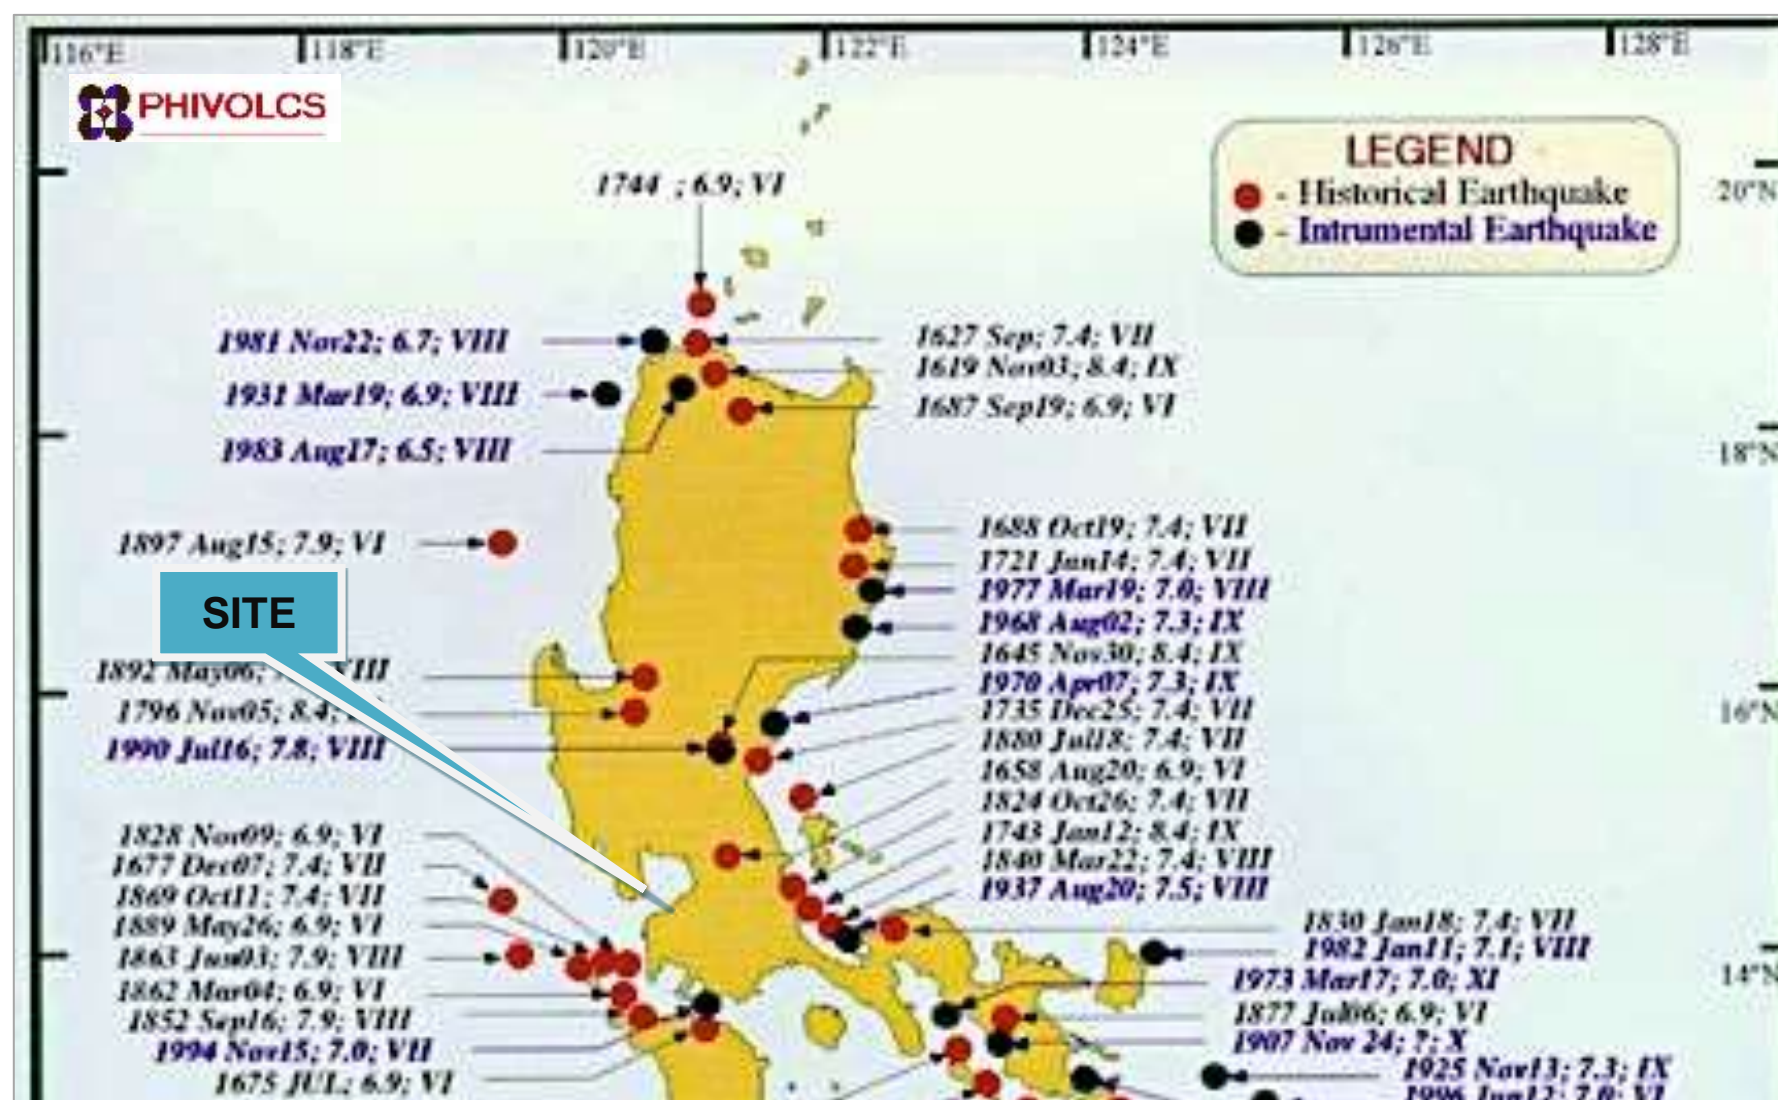 116°E 118°E 120°E 122°E 124°E 126°E 128°E
PHIVOLCS
LEGEND
- Historical Earthquake
- Intrumental Earthquake
20°N
1744 ; 6.9; VI
1981 Nov22; 6.7; VIII
1931 Mar19; 6.9; VIII
1983 Aug17; 6.5; VIII
1627 Sep; 7.4; VII
1619 Nov03; 8.4; IX
1687 Sep19; 6.9; VI
18°N
1897 Aug15; 7.9; VI
SITE
1892 May06; VIII
1796 Nov05; 8.4;
1990 Jul16; 7.8; VIII
1688 Oct19; 7.4; VII
1721 Jan14; 7.4; VII
1977 Mar19; 7.0; VIII
1968 Aug02; 7.3; IX
1645 Nov30; 8.4; IX
1970 Apr07; 7.3; IX
1735 Dec25; 7.4; VII
1880 Jul18; 7.4; VII
1658 Aug20; 6.9; VI
1824 Oct26; 7.4; VII
1743 Jan12; 8.4; IX
1840 Mar22; 7.4; VIII
1937 Aug20; 7.5; VIII
16°N
1828 Nov09; 6.9; VI
1677 Dec07; 7.4; VII
1869 Oct11; 7.4; VII
1889 May26; 6.9; VI
1863 Jun03; 7.9; VIII
1862 Mar04; 6.9; VI
1852 Sep16; 7.9; VIII
1994 Nov15; 7.0; VII
1675 JUL; 6.9; VI
1830 Jan18; 7.4; VII
1982 Jan11; 7.1; VIII
1973 Mar17; 7.0; XI
1877 Jul06; 6.9; VI
1907 Nov 24; ?; X
1925 Nov13; 7.3; IX
14°N